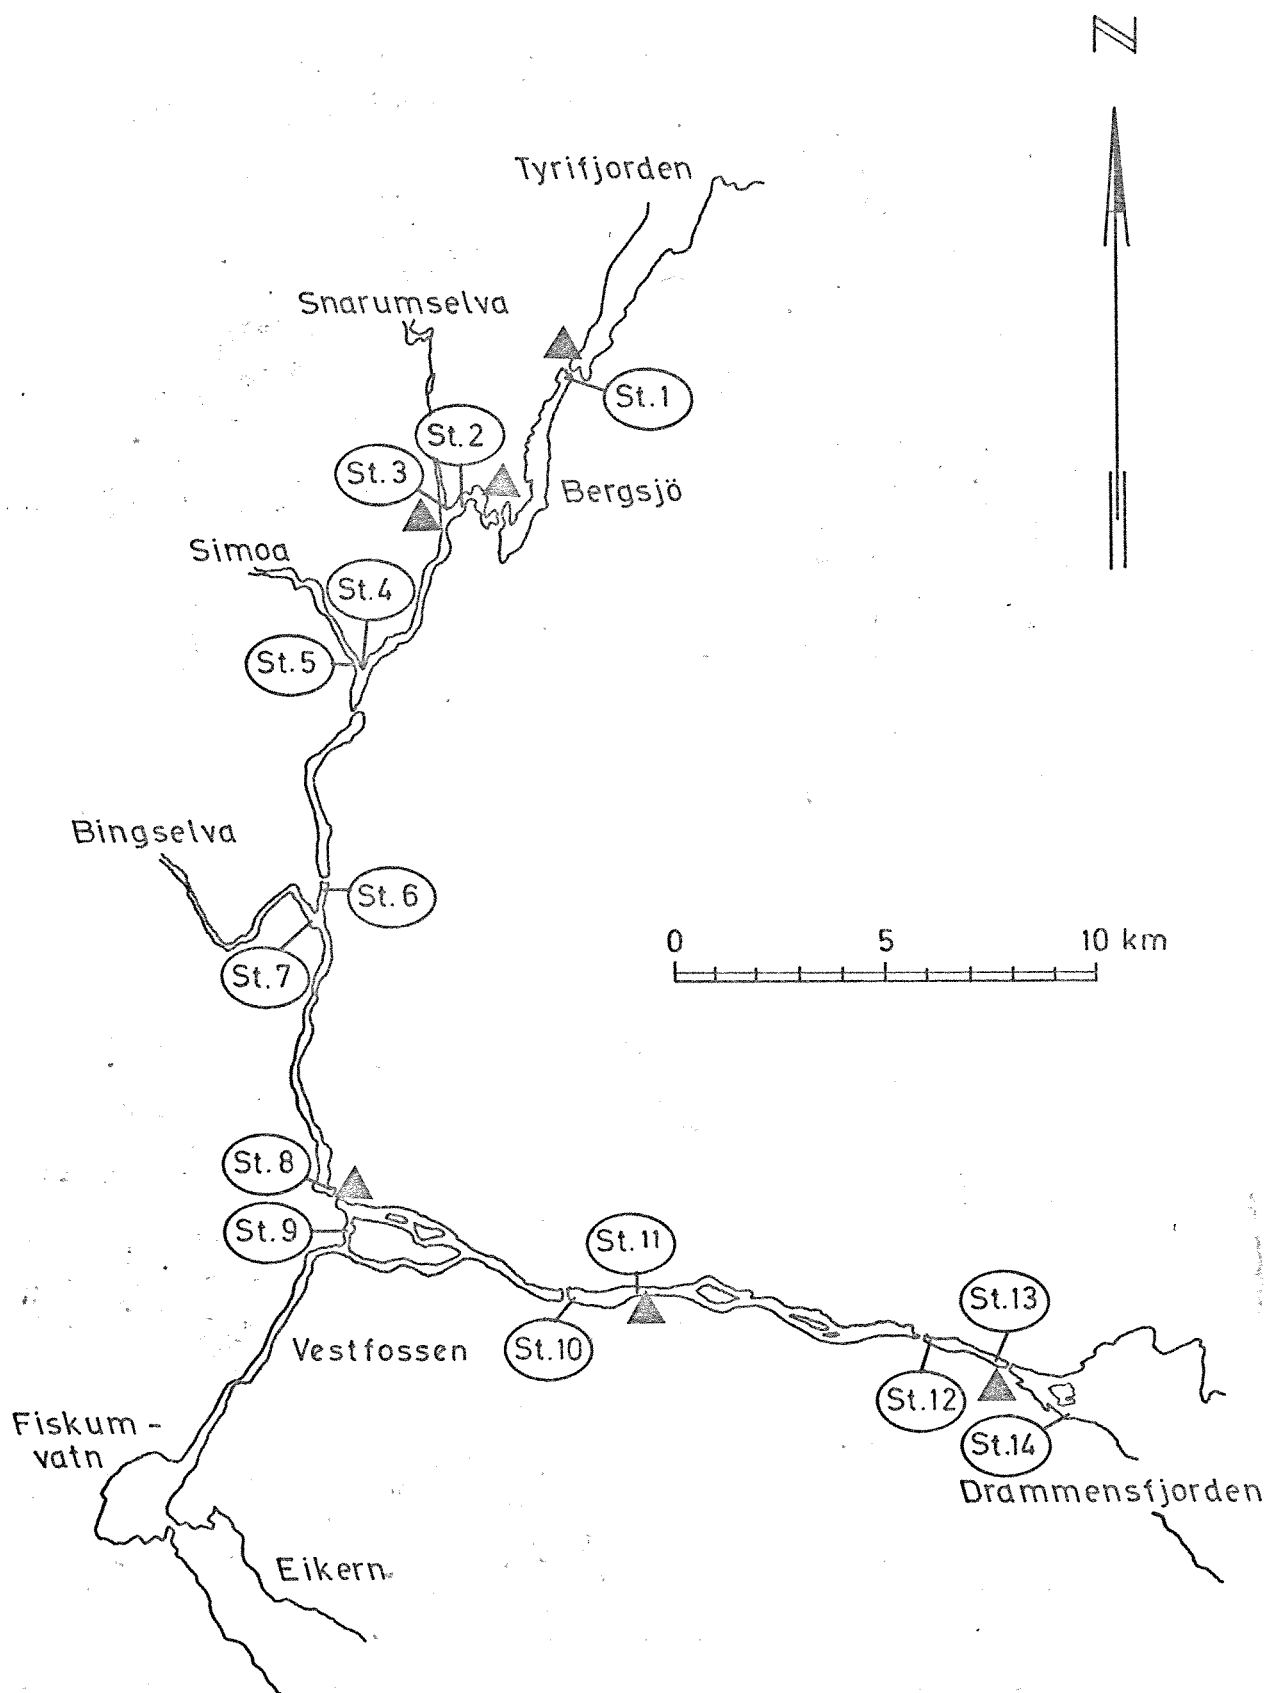 N
Tyrifjorden
Snarumselva
St.1
St.2
St.3
Bergsjö
Simoa
St.4
St.5
Bingselva
St.6
0 5 10 km
St.7
St.8
St.9
St.11
St.13
Vestfossen
St.10
St.12
Fiskum-
vatn
St.14
Drammensfjorden
Eikern